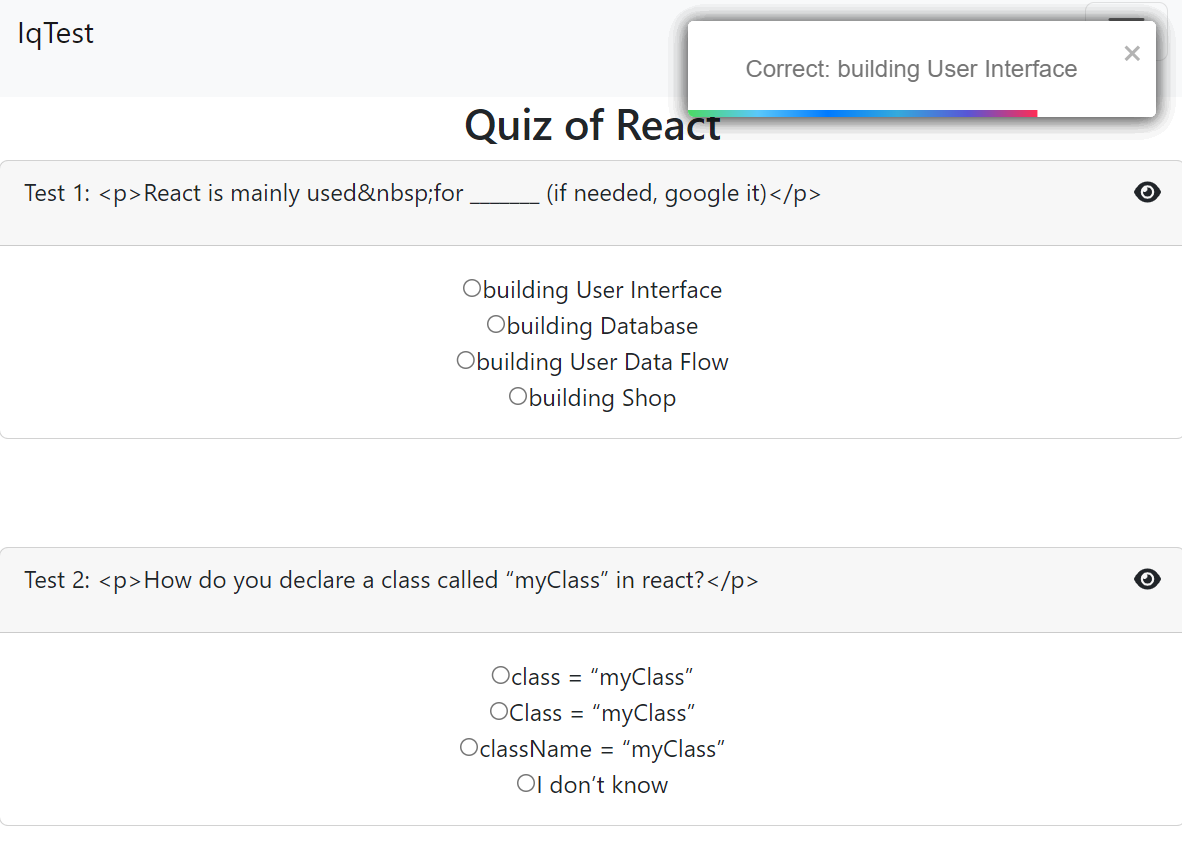 IqTest
Correct: building User Interface
×
Quiz of React
Test 1: <p>React is mainly used&nbsp;for _______ (if needed, google it)</p>
building User Interface
building Database
building User Data Flow
building Shop
Test 2: <p>How do you declare a class called “myClass” in react?</p>
class = “myClass”
Class = “myClass”
className = “myClass”
I don’t know